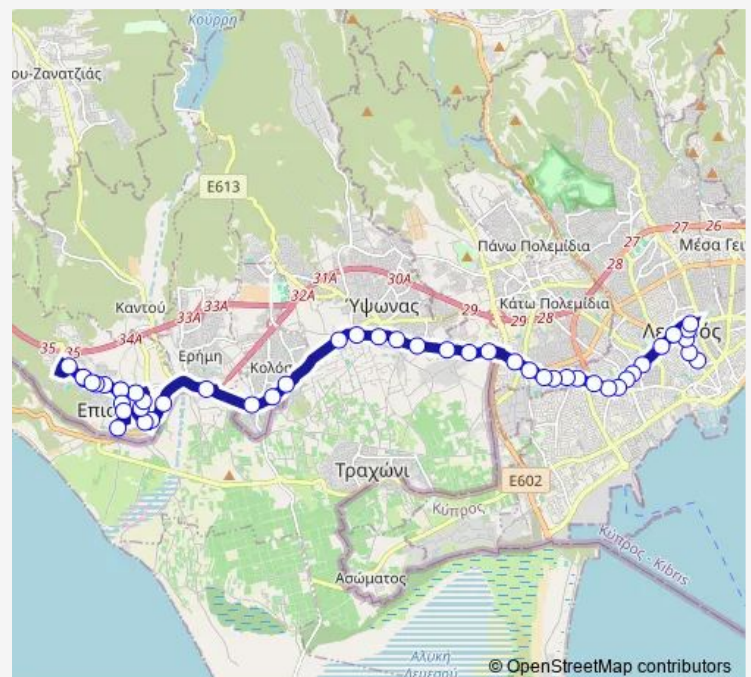 Κούρρη
ου-Ζανατζιάς
E613
Πάνω Πολεμίδια
27
26
27
Μέσα Γει
28
31A
30A
32A
Ύψωνας
29
Κάτω Πολεμίδια
29
28
Καντού
33A
33A
34A
35
35
Ερήμη
Κολόσ
Επισ
Τραχώνι
E602
Κύπρος
Κύπρος - Kıbrıs
Ασώματος
Αλυκή
Λεμεσού
© OpenStreetMap contributors